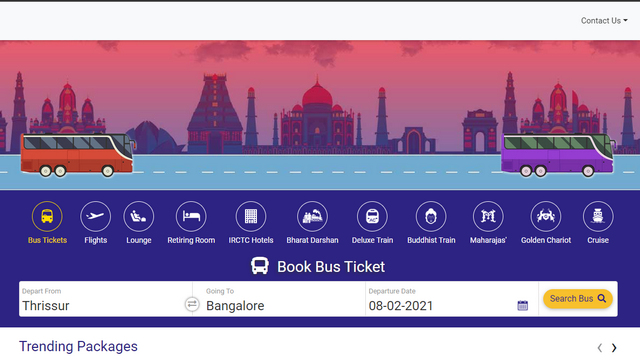 Contact Us
Bus Tickets Flights Lounge Retiring Room IRCTC Hotels Bharat Darshan Deluxe Train Buddhist Train Maharajas' Golden Chariot Cruise
Book Bus Ticket
Depart From Going To Departure Date
Thrissur Bangalore 08-02-2021 Search Bus
Trending Packages